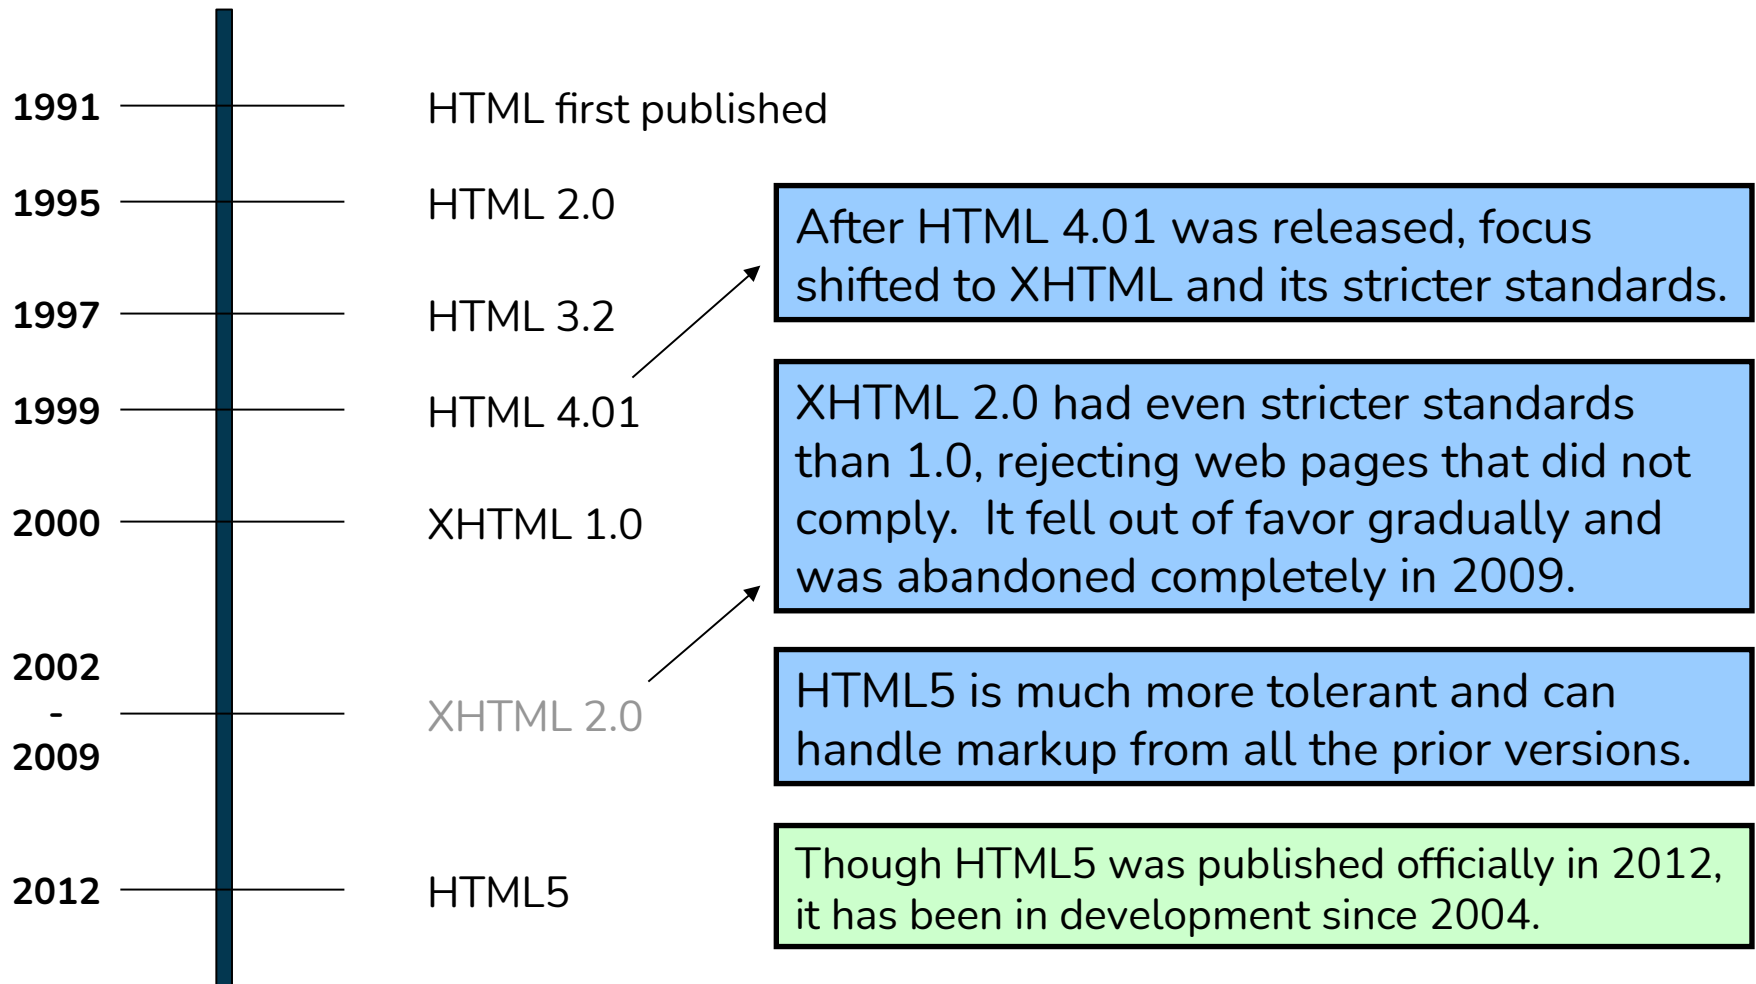 1991 HTML first published
1995 HTML 2.0
After HTML 4.01 was released, focus
shifted to XHTML and its stricter standards.
1997 HTML 3.2
1999 HTML 4.01
XHTML 2.0 had even stricter standards
than 1.0, rejecting web pages that did not
comply.  It fell out of favor gradually and
was abandoned completely in 2009.
2000 XHTML 1.0
2002
-
2009
XHTML 2.0
HTML5 is much more tolerant and can
handle markup from all the prior versions.
2012 HTML5
Though HTML5 was published officially in 2012,
it has been in development since 2004.